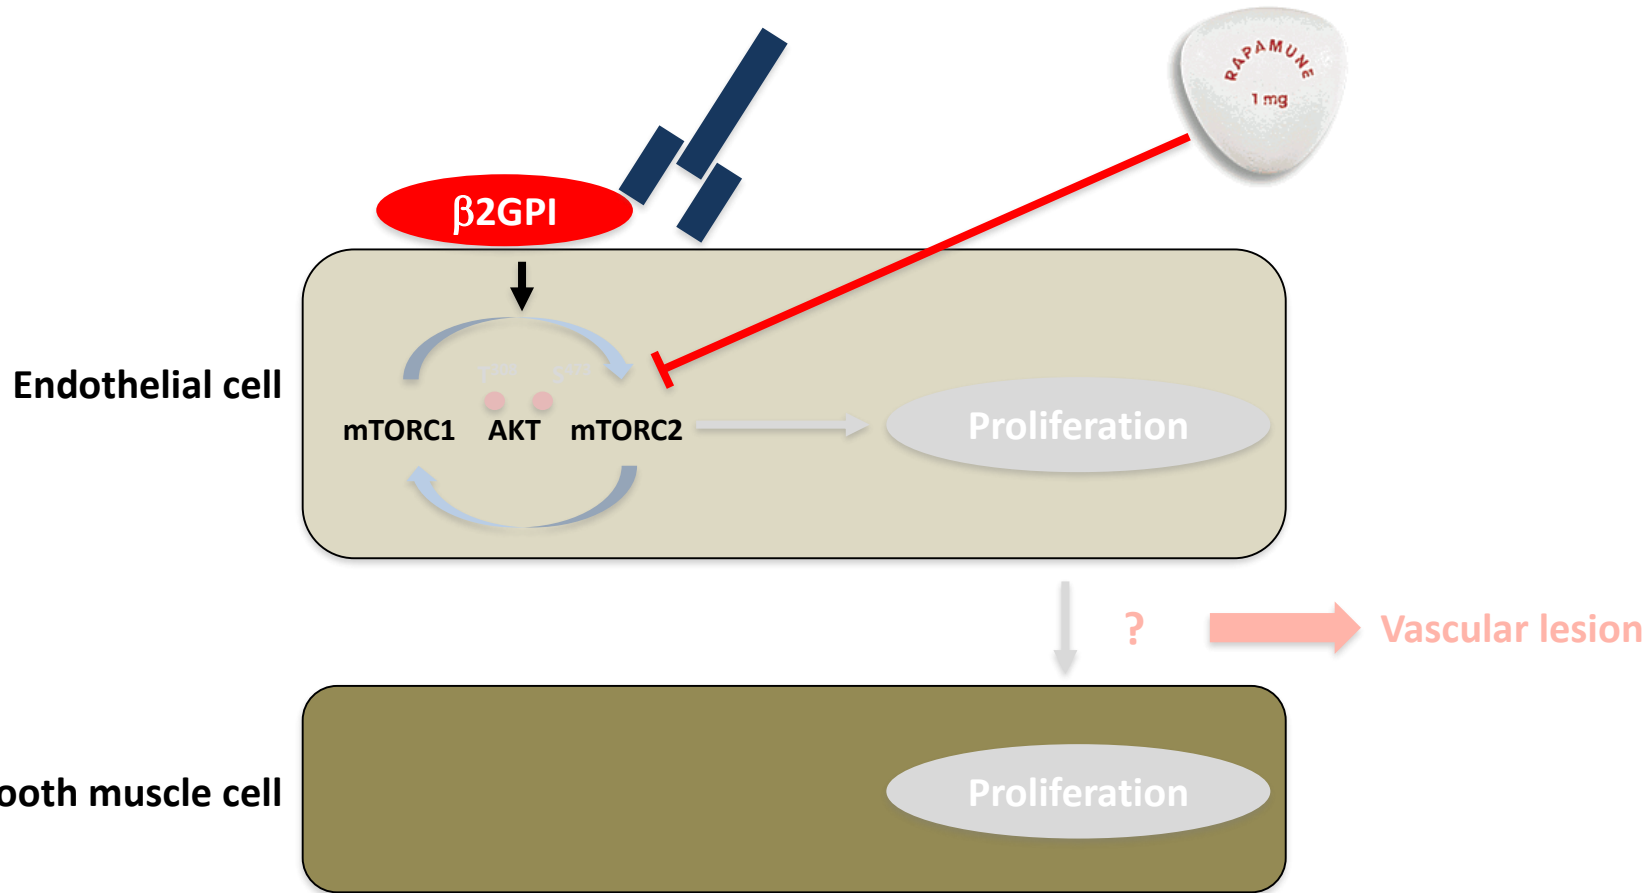 RAPAMUNE
1 mg
β2GPI
Endothelial cell
mTORC1 AKT mTORC2
Proliferation
?
Vascular lesion
ooth muscle cell
Proliferation